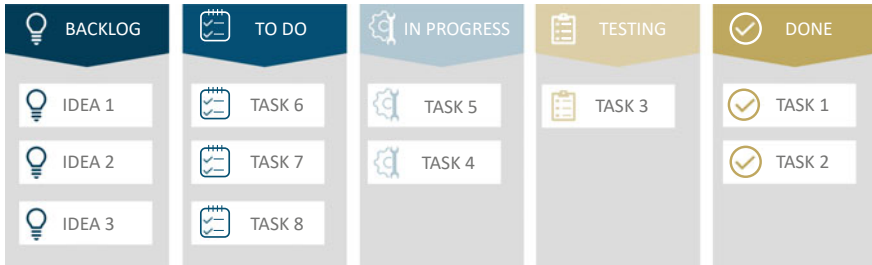 BACKLOG
IDEA 1
IDEA 2
IDEA 3
TO DO
TASK 6
TASK 7
TASK 8
IN PROGRESS
TASK 5
TASK 4
TESTING
TASK 3
DONE
TASK 1
TASK 2